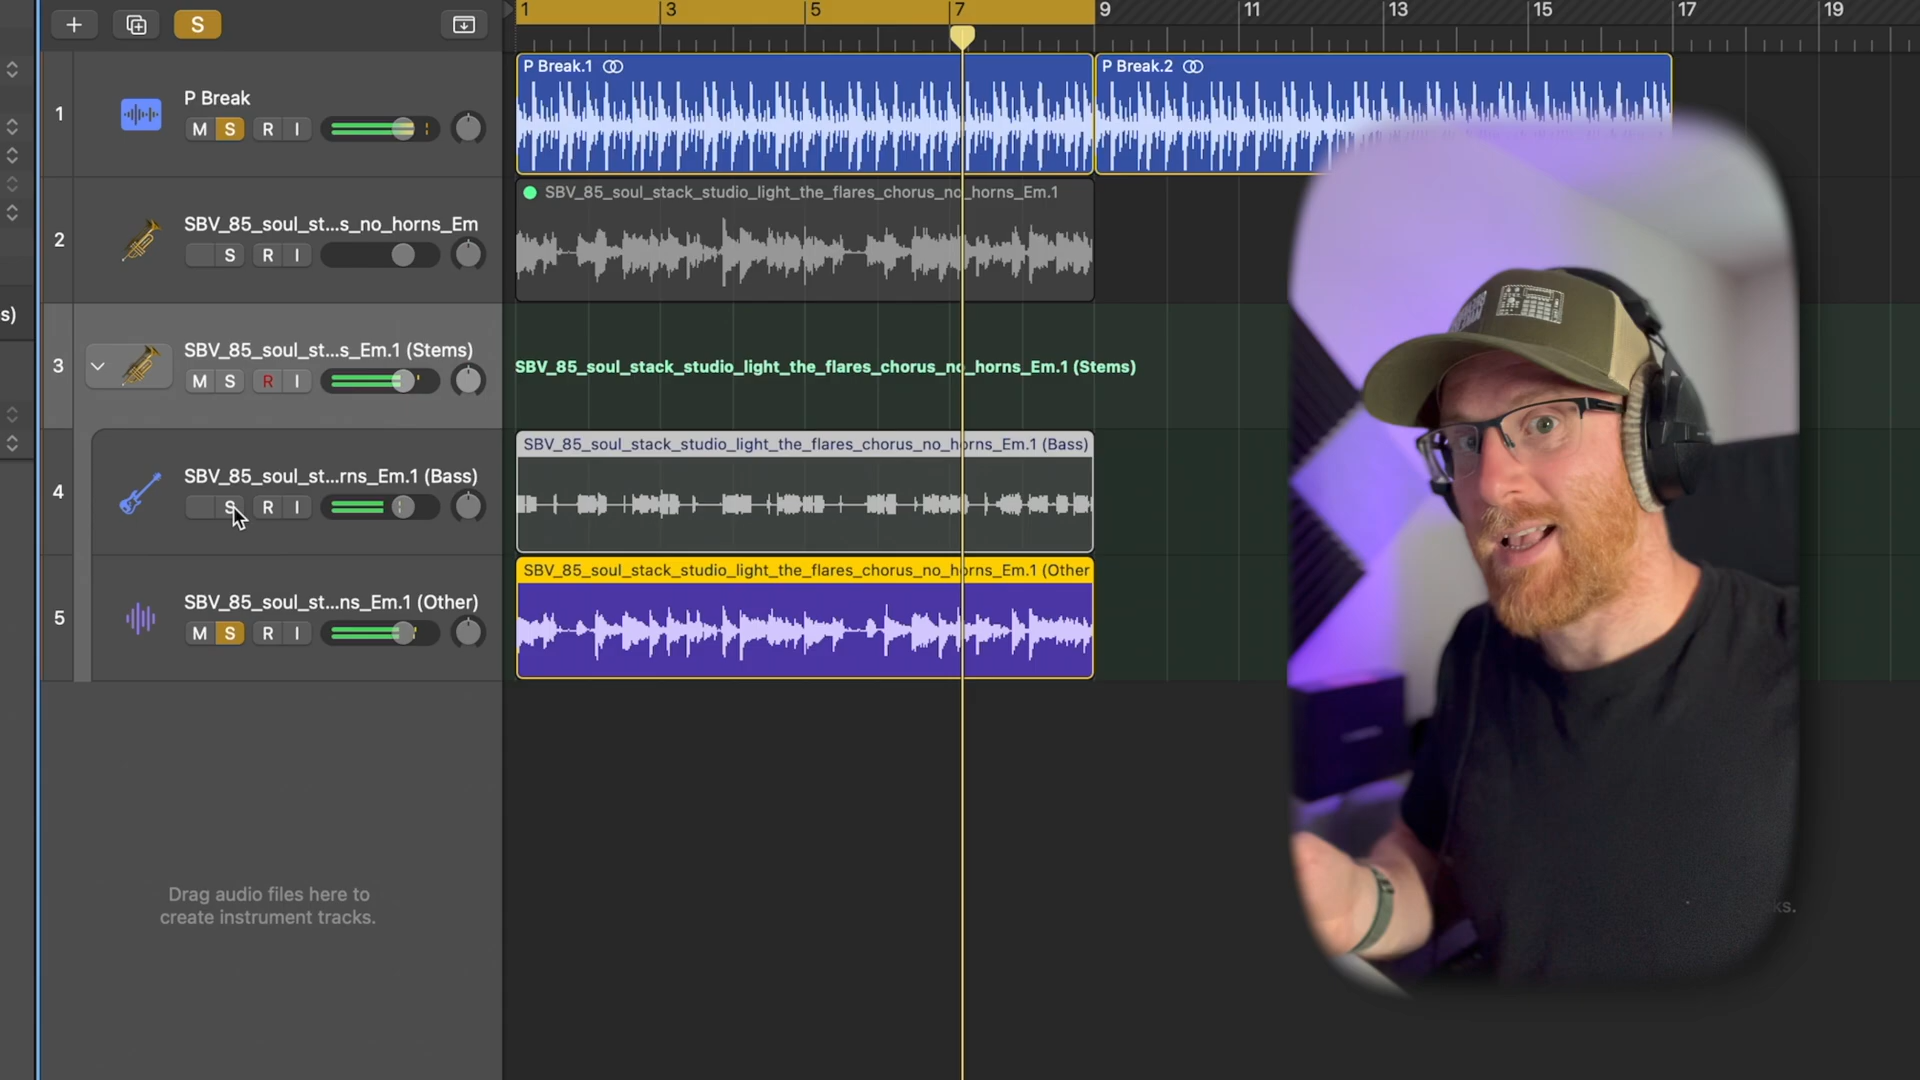 S
1 3 5 7 9 11 13 15 17 19
1
P Break
M S R I
P Break.1
P Break.2
2
SBV_85_soul_st...s_no_horns_Em
S R I
SBV_85_soul_stack_studio_light_the_flares_chorus_no_horns_Em.1
s)
3
SBV_85_soul_st...s_Em.1 (Stems)
M S R I
SBV_85_soul_stack_studio_light_the_flares_chorus_no_horns_Em.1 (Stems)
4
SBV_85_soul_st...rns_Em.1 (Bass)
S R I
SBV_85_soul_stack_studio_light_the_flares_chorus_no_horns_Em.1 (Bass)
5
SBV_85_soul_st...ns_Em.1 (Other)
M S R I
SBV_85_soul_stack_studio_light_the_flares_chorus_no_horns_Em.1 (Other
Drag audio files here to
create instrument tracks.
ks.